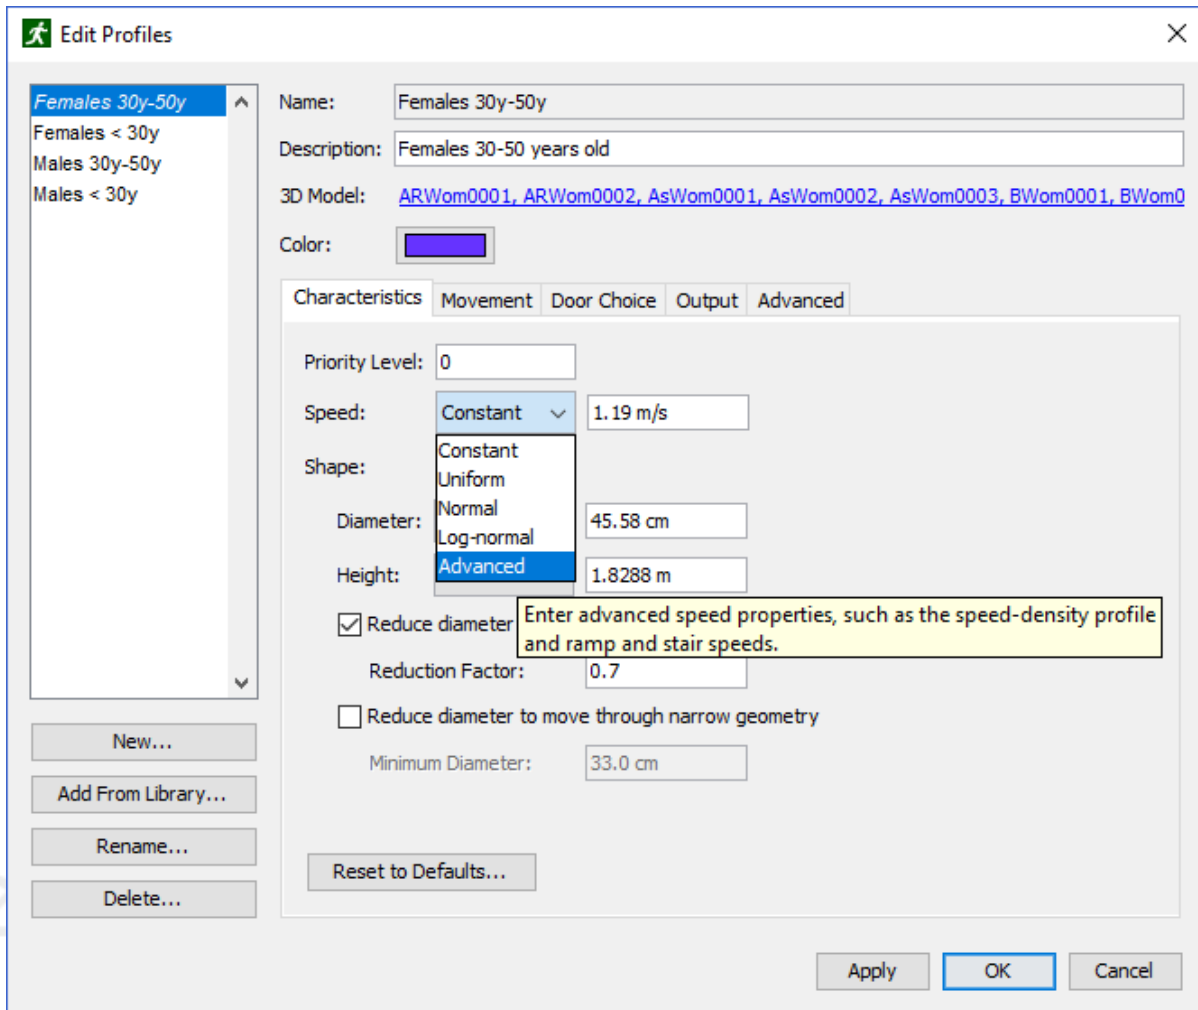 Edit Profiles
Females 30y-50y
Females < 30y
Males 30y-50y
Males < 30y
New...
Add From Library...
Rename...
Delete...
Name: Females 30y-50y
Description: Females 30-50 years old
3D Model: ARWom0001, ARWom0002, AsWom0001, AsWom0002, AsWom0003, BWom0001, BWom0
Color:
Characteristics Movement Door Choice Output Advanced
Priority Level: 0
Speed: Constant 1.19 m/s
Constant
Uniform
Normal
Log-normal
Advanced
Shape:
Diameter: 45.58 cm
Height: 1.8288 m
Enter advanced speed properties, such as the speed-density profile
and ramp and stair speeds.
Reduce diameter
Reduction Factor: 0.7
Reduce diameter to move through narrow geometry
Minimum Diameter: 33.0 cm
Reset to Defaults...
Apply OK Cancel